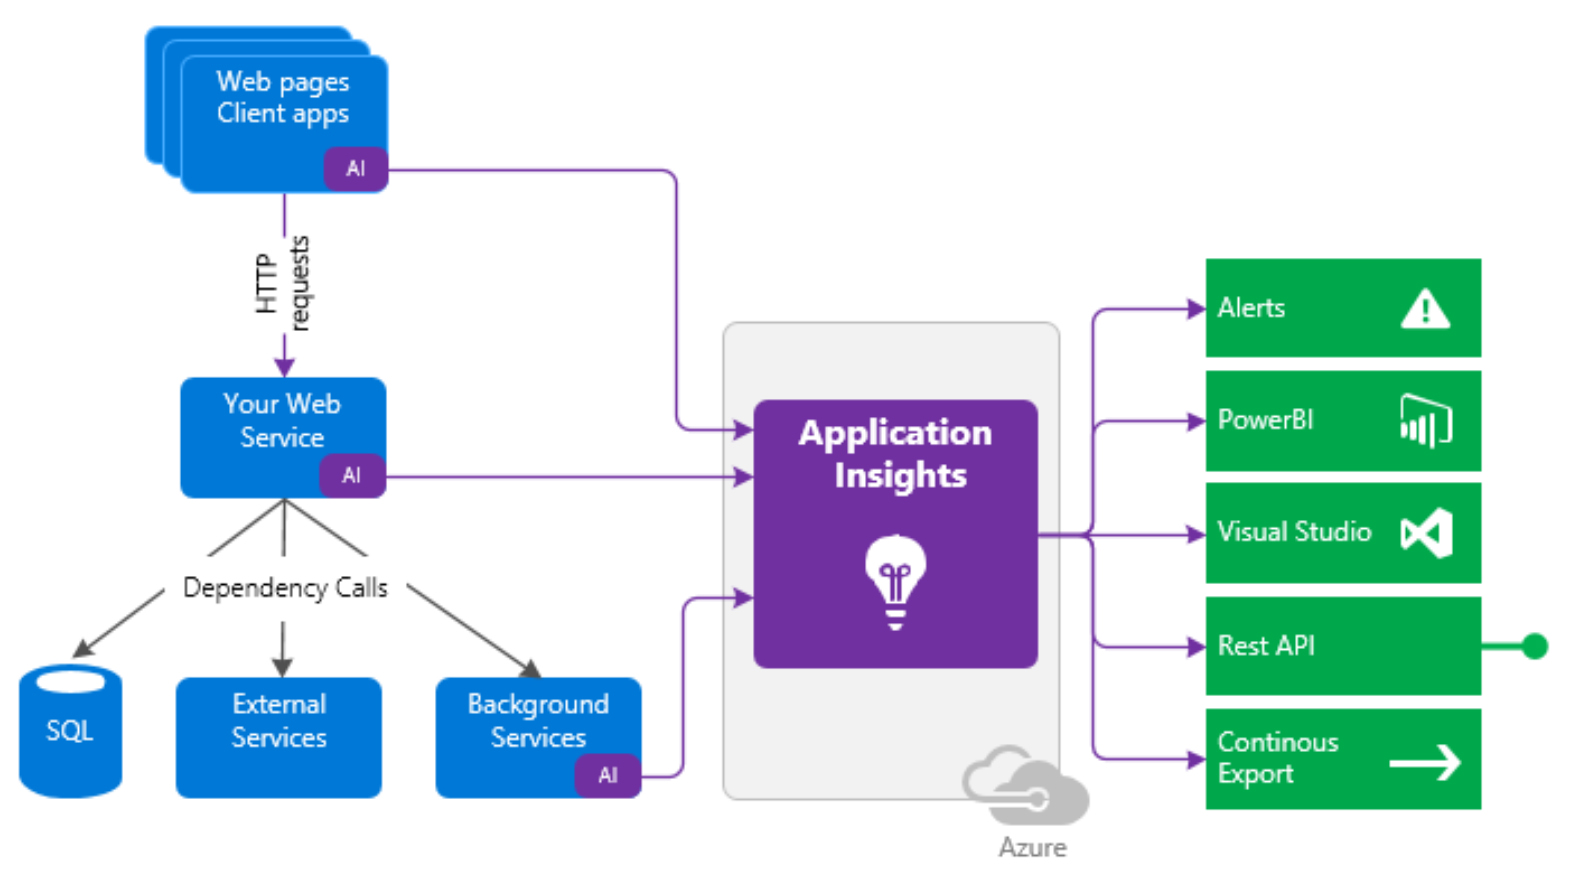 Web pages
Client apps
AI
HTTP
requests
Your Web
Service
AI
Dependency Calls
SQL
External
Services
Background
Services
AI
Application
Insights
Azure
Alerts
PowerBI
Visual Studio
Rest API
Continous
Export